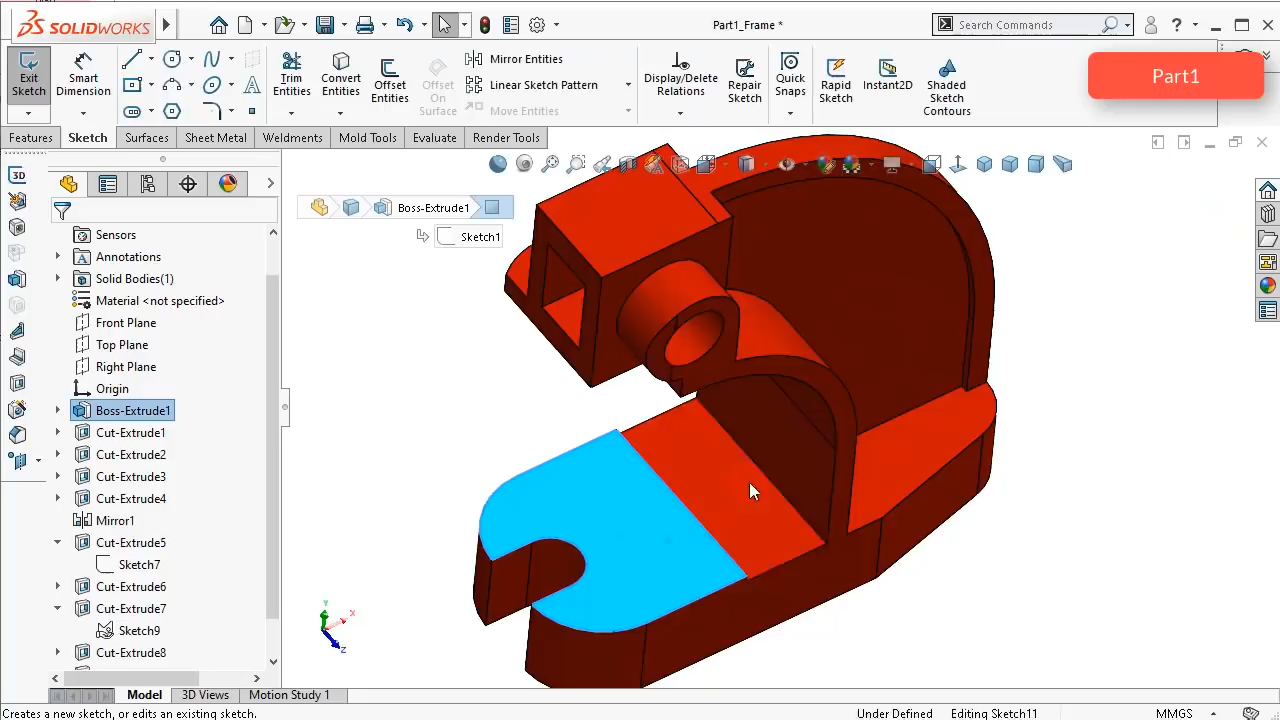 SOLIDWORKS
Part1_Frame *
Search Commands
Part1
Exit Sketch
Smart Dimension
Trim Entities
Convert Entities
Offset Entities
Offset On Surface
Mirror Entities
Linear Sketch Pattern
Move Entities
Display/Delete Relations
Repair Sketch
Quick Snaps
Rapid Sketch
Instant2D
Shaded Sketch Contours
Features
Sketch
Surfaces
Sheet Metal
Weldments
Mold Tools
Evaluate
Render Tools
3D
Boss-Extrude1
Sketch1
Sensors
Annotations
Solid Bodies(1)
Material <not specified>
Front Plane
Top Plane
Right Plane
Origin
Boss-Extrude1
Cut-Extrude1
Cut-Extrude2
Cut-Extrude3
Cut-Extrude4
Mirror1
Cut-Extrude5
Sketch7
Cut-Extrude6
Cut-Extrude7
Sketch9
Cut-Extrude8
Y
X
Z
Model
3D Views
Motion Study 1
Creates a new sketch, or edits an existing sketch.
Under Defined
Editing Sketch11
MMGS